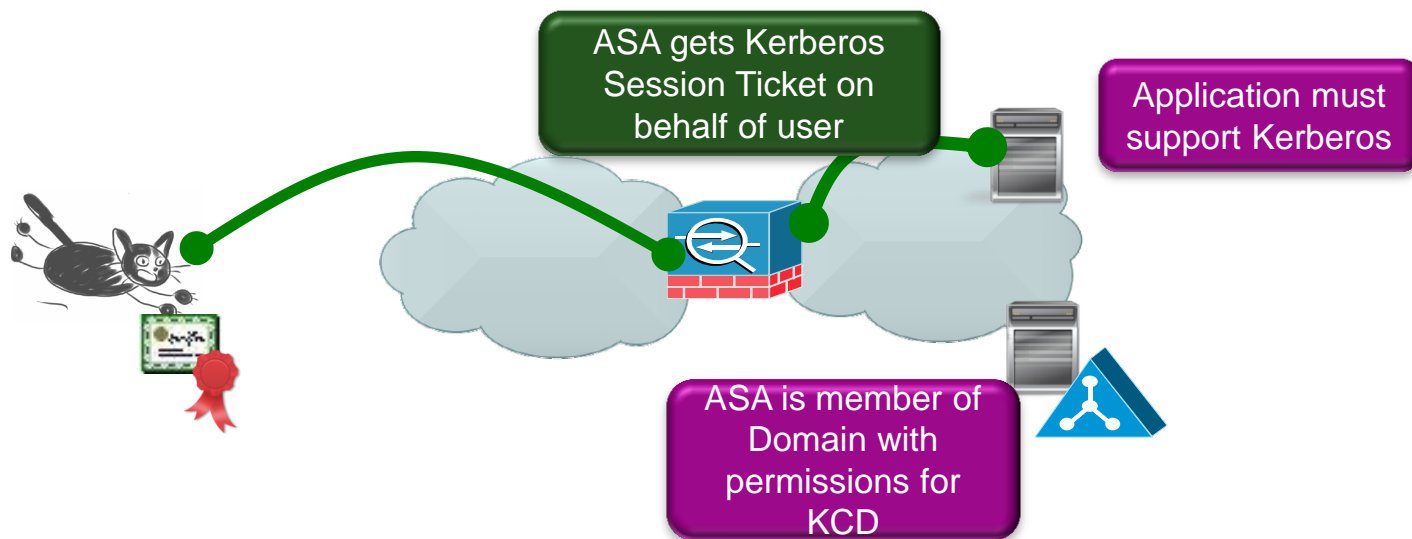 ASA gets Kerberos
Session Ticket on
behalf of user
Application must
support Kerberos
ASA is member of
Domain with
permissions for
KCD